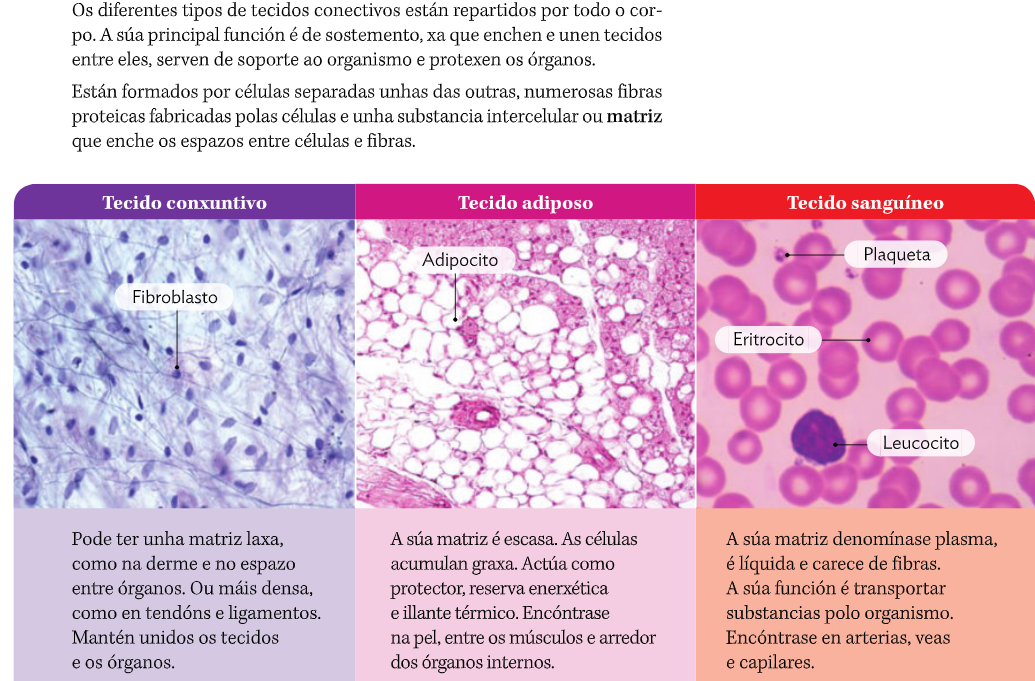 Os diferentes tipos de tecidos conectivos están repartidos por todo o cor-
po. A súa principal función é de sostemento, xa que enchen e unen tecidos
entre eles, serven de soporte ao organismo e protexen os órganos.
Están formados por células separadas unhas das outras, numerosas fibras
proteicas fabricadas polas células e unha substancia intercelular ou matriz
que enche os espazos entre células e fibras.
Tecido conxuntivo
Fibroblasto
Pode ter unha matriz laxa,
como na derme e no espazo
entre órganos. Ou máis densa,
como en tendóns e ligamentos.
Mantén unidos os tecidos
e os órganos.
Tecido adiposo
Adipocito
A súa matriz é escasa. As células
acumulan graxa. Actúa como
protector, reserva enerxética
e illante térmico. Encóntrase
na pel, entre os músculos e arredor
dos órganos internos.
Tecido sanguíneo
Plaqueta
Eritrocito
Leucocito
A súa matriz denomínase plasma,
é líquida e carece de fibras.
A súa función é transportar
substancias polo organismo.
Encóntrase en arterias, veas
e capilares.